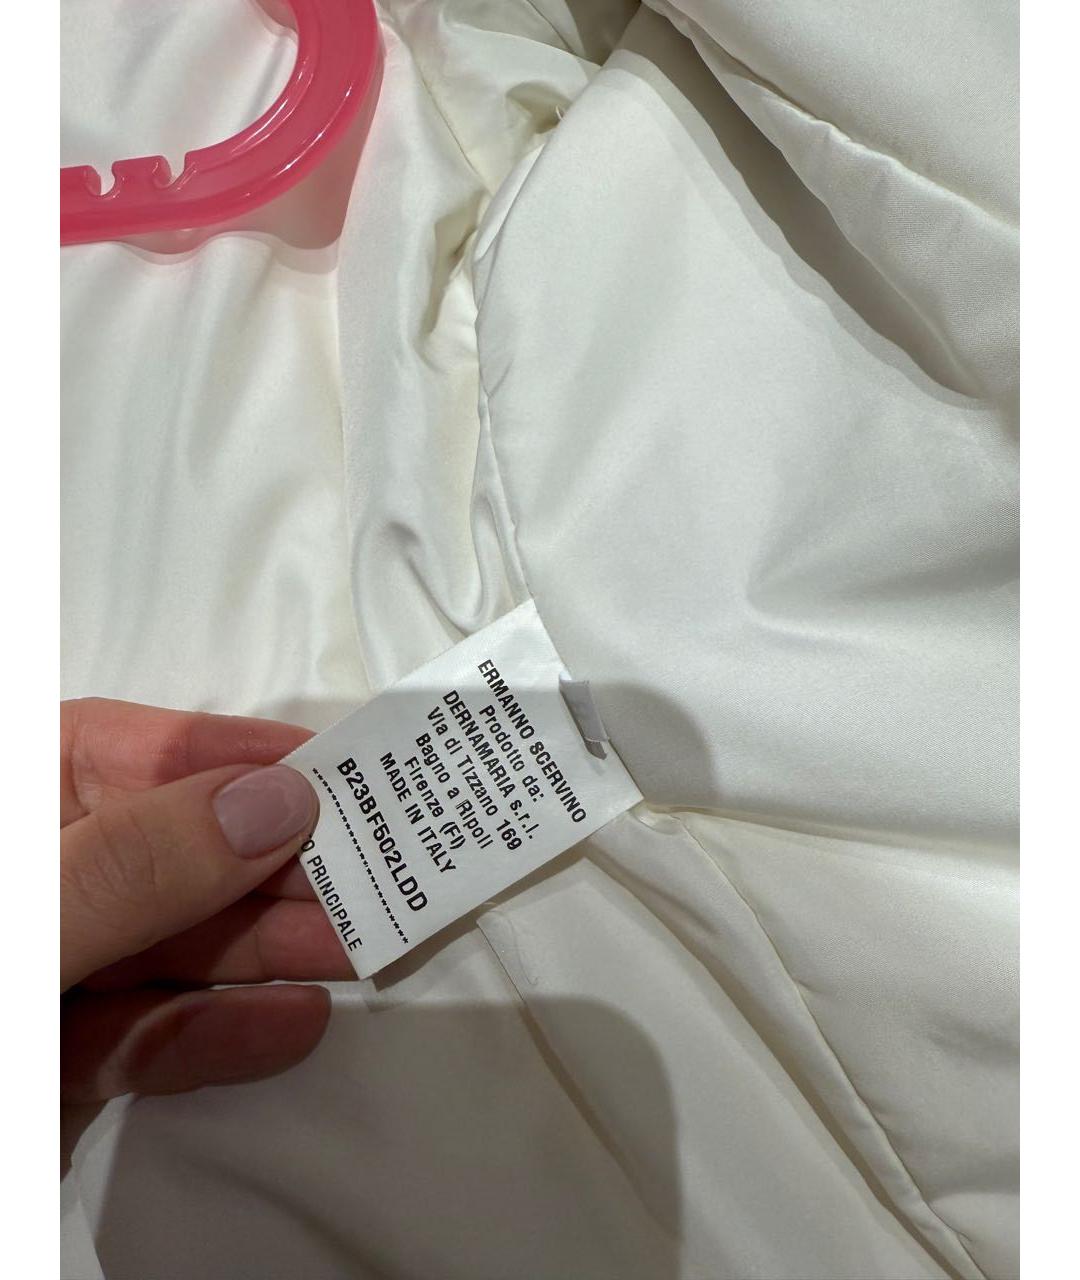 ERMANNO SCERVINO
Prodotto da:
DERNAMARIA s.r.l.
Via di Tizzano 169
Bagno a Ripoli
Firenze (FI)
MADE IN ITALY
B23BF502LDD
PRINCIPALE